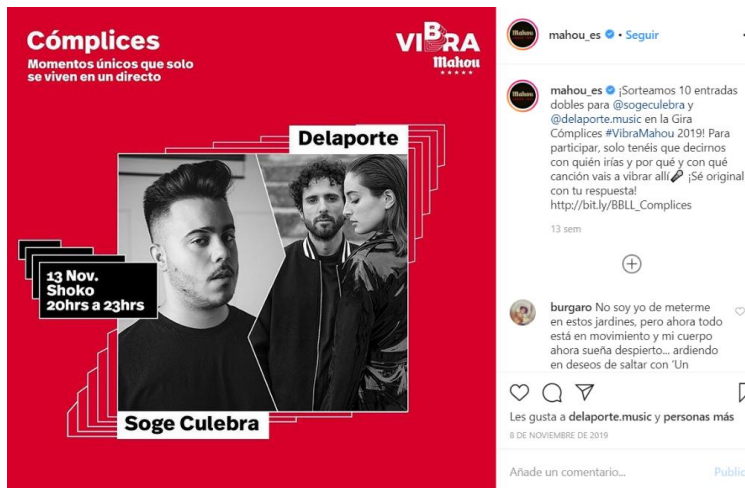 Cómplices
Momentos únicos que solo
se viven en un directo
VIBRA
Mahou
Delaporte
13 Nov.
Shoko
20hrs a 23hrs
Soge Culebra
mahou_es • Seguir
mahou_es ¡Sorteamos 10 entradas
dobles para @sogeculebra y
@delaporte.music en la Gira
Cómplices #VibraMahou 2019! Para
participar, solo tenéis que decirnos
con quién irías y por qué y con qué
canción vais a vibrar allí🎤 ¡Sé original
con tu respuesta!
http://bit.ly/BBLL_Complices
13 sem
burgaro No soy yo de meterme
en estos jardines, pero ahora todo
está en movimiento y mi cuerpo
ahora sueña despierto... ardiendo
en deseos de saltar con 'Un
Les gusta a delaporte.music y personas más
8 DE NOVIEMBRE DE 2019
Añade un comentario...
Public